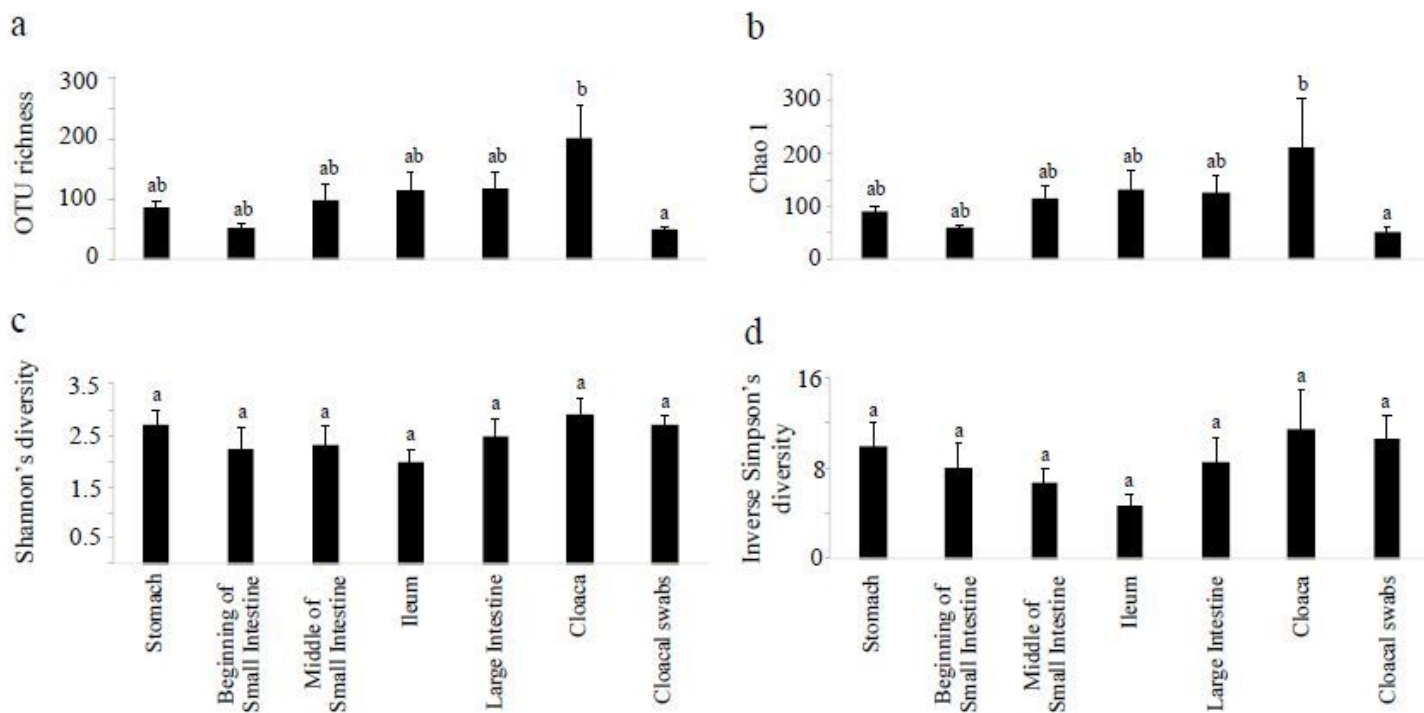 a
OTU richness
300
200
100
0
ab
ab
ab
ab
ab
b
a
b
Chao 1
300
200
100
0
ab
ab
ab
ab
ab
b
a
c
Shannon's diversity
3.5
2.5
1.5
0.5
a
a
a
a
a
a
a
d
Inverse Simpson's
diversity
16
8
0
a
a
a
a
a
a
a
Stomach
Beginning of
Small Intestine
Middle of
Small Intestine
Ileum
Large Intestine
Cloaca
Cloacal swabs
Stomach
Beginning of
Small Intestine
Middle of
Small Intestine
Ileum
Large Intestine
Cloaca
Cloacal swabs